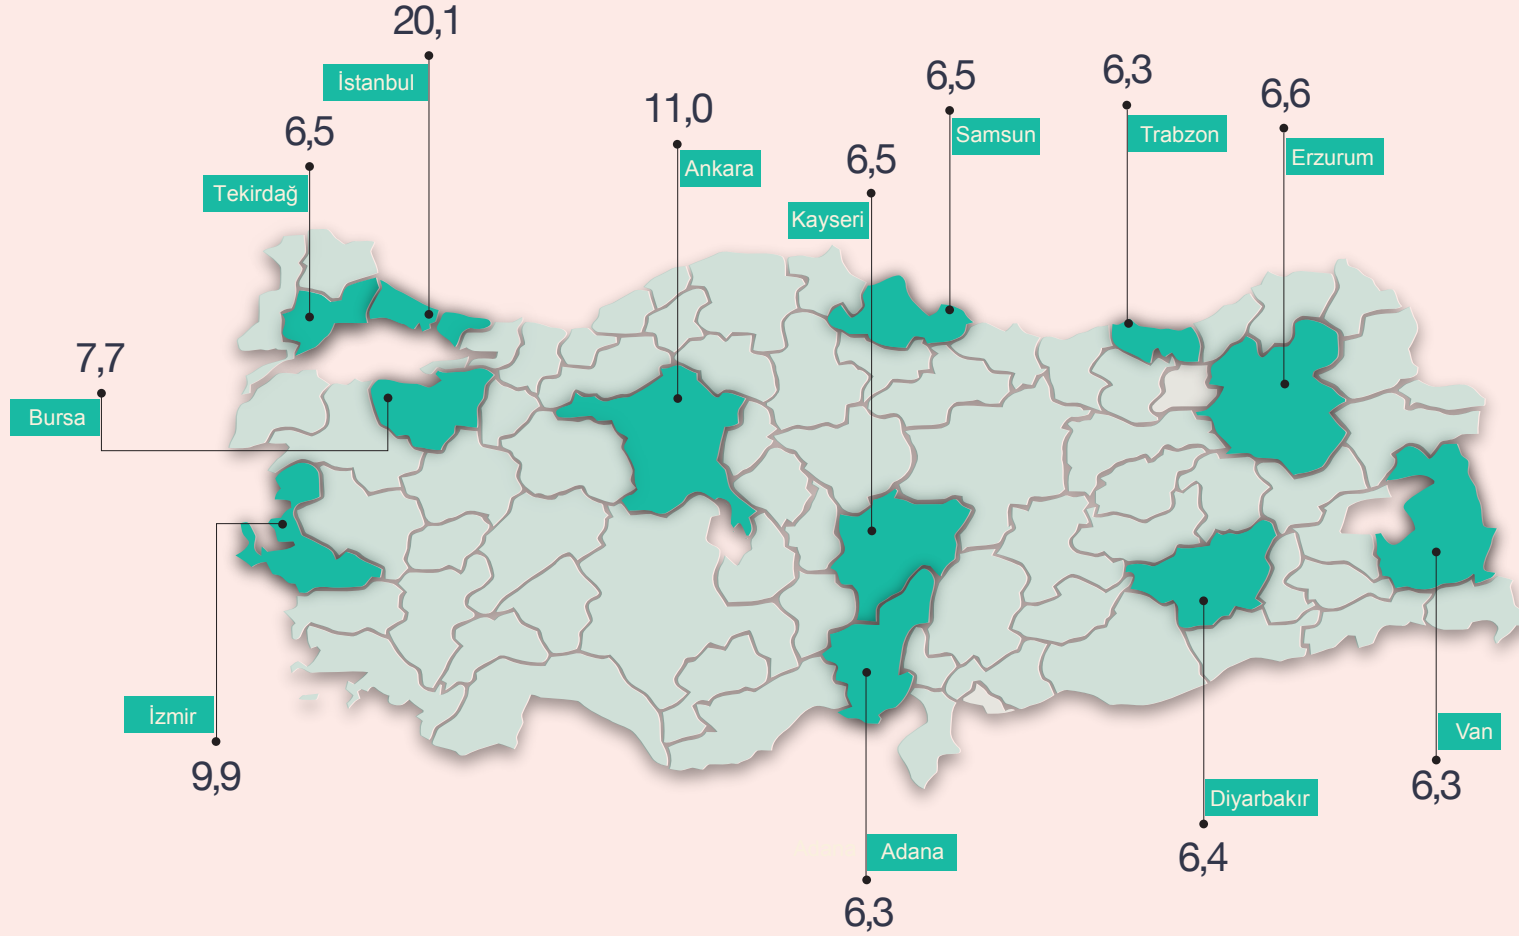 20,1
İstanbul
6,5
Tekirdağ
11,0
Ankara
6,5
Kayseri
6,5
Samsun
6,3
Trabzon
6,6
Erzurum
7,7
Bursa
İzmir
9,9
Adana
6,3
Diyarbakır
6,4
Van
6,3